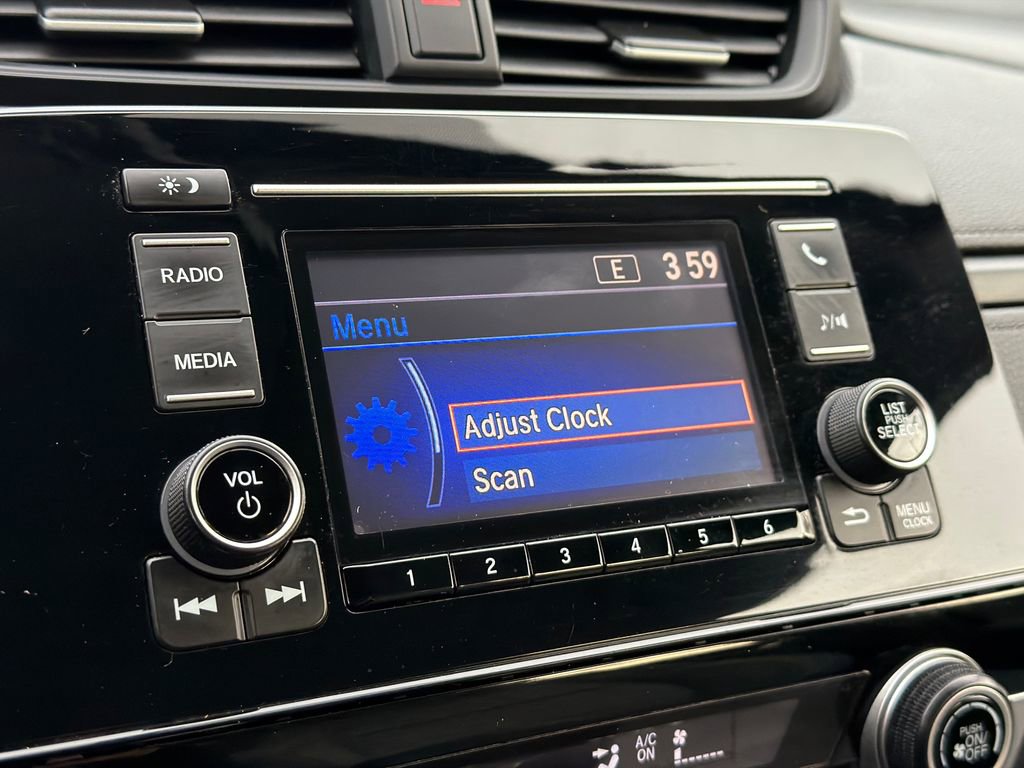 RADIO
MEDIA
VOL
E 3 59
Menu
Adjust Clock
Scan
1 2 3 4 5 6
LIST
PUSH
SELECT
MENU
CLOCK
A/C
ON
PUSH
ON/
OFF